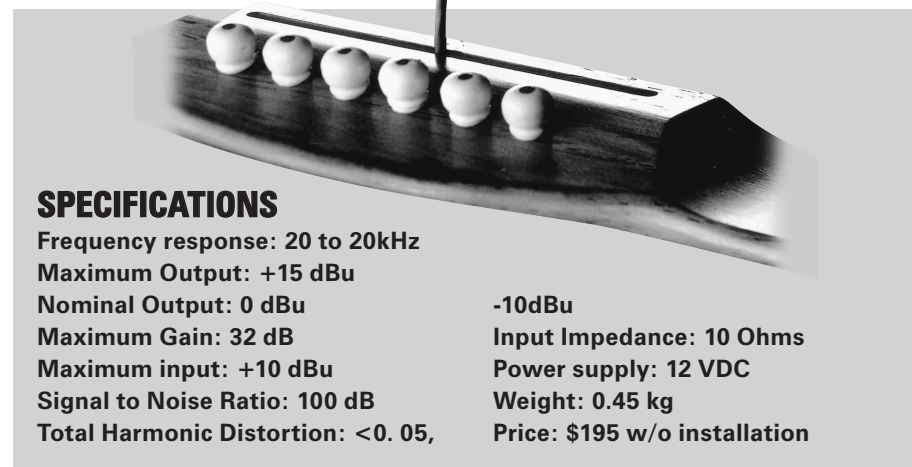 SPECIFICATIONS
Frequency response: 20 to 20kHz
Maximum Output: +15 dBu
Nominal Output: 0 dBu
Maximum Gain: 32 dB
Maximum input: +10 dBu
Signal to Noise Ratio: 100 dB
Total Harmonic Distortion: <0. 05,
-10dBu
Input Impedance: 10 Ohms
Power supply: 12 VDC
Weight: 0.45 kg
Price: $195 w/o installation